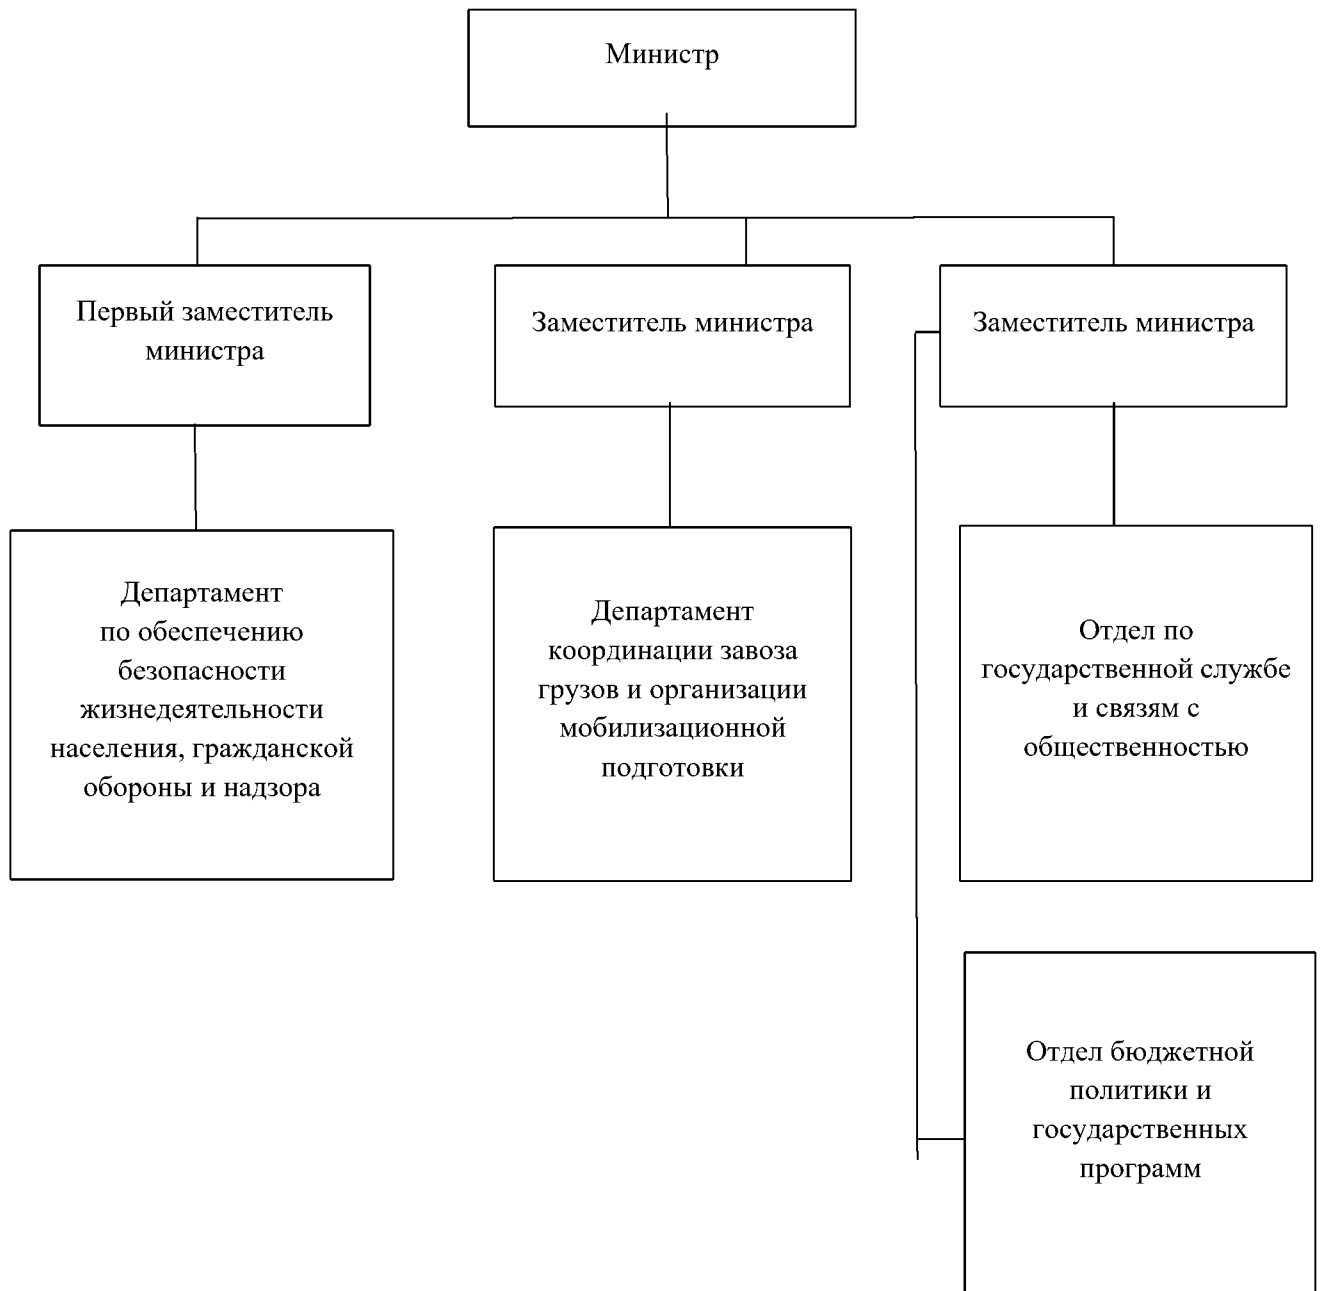 Министр
Первый заместитель
министра
Заместитель министра
Заместитель министра
Департамент
по обеспечению
безопасности
жизнедеятельности
населения, гражданской
обороны и надзора
Департамент
координации завоза
грузов и организации
мобилизационной
подготовки
Отдел по
государственной службе
и связям с
общественностью
Отдел бюджетной
политики и
государственных
программ